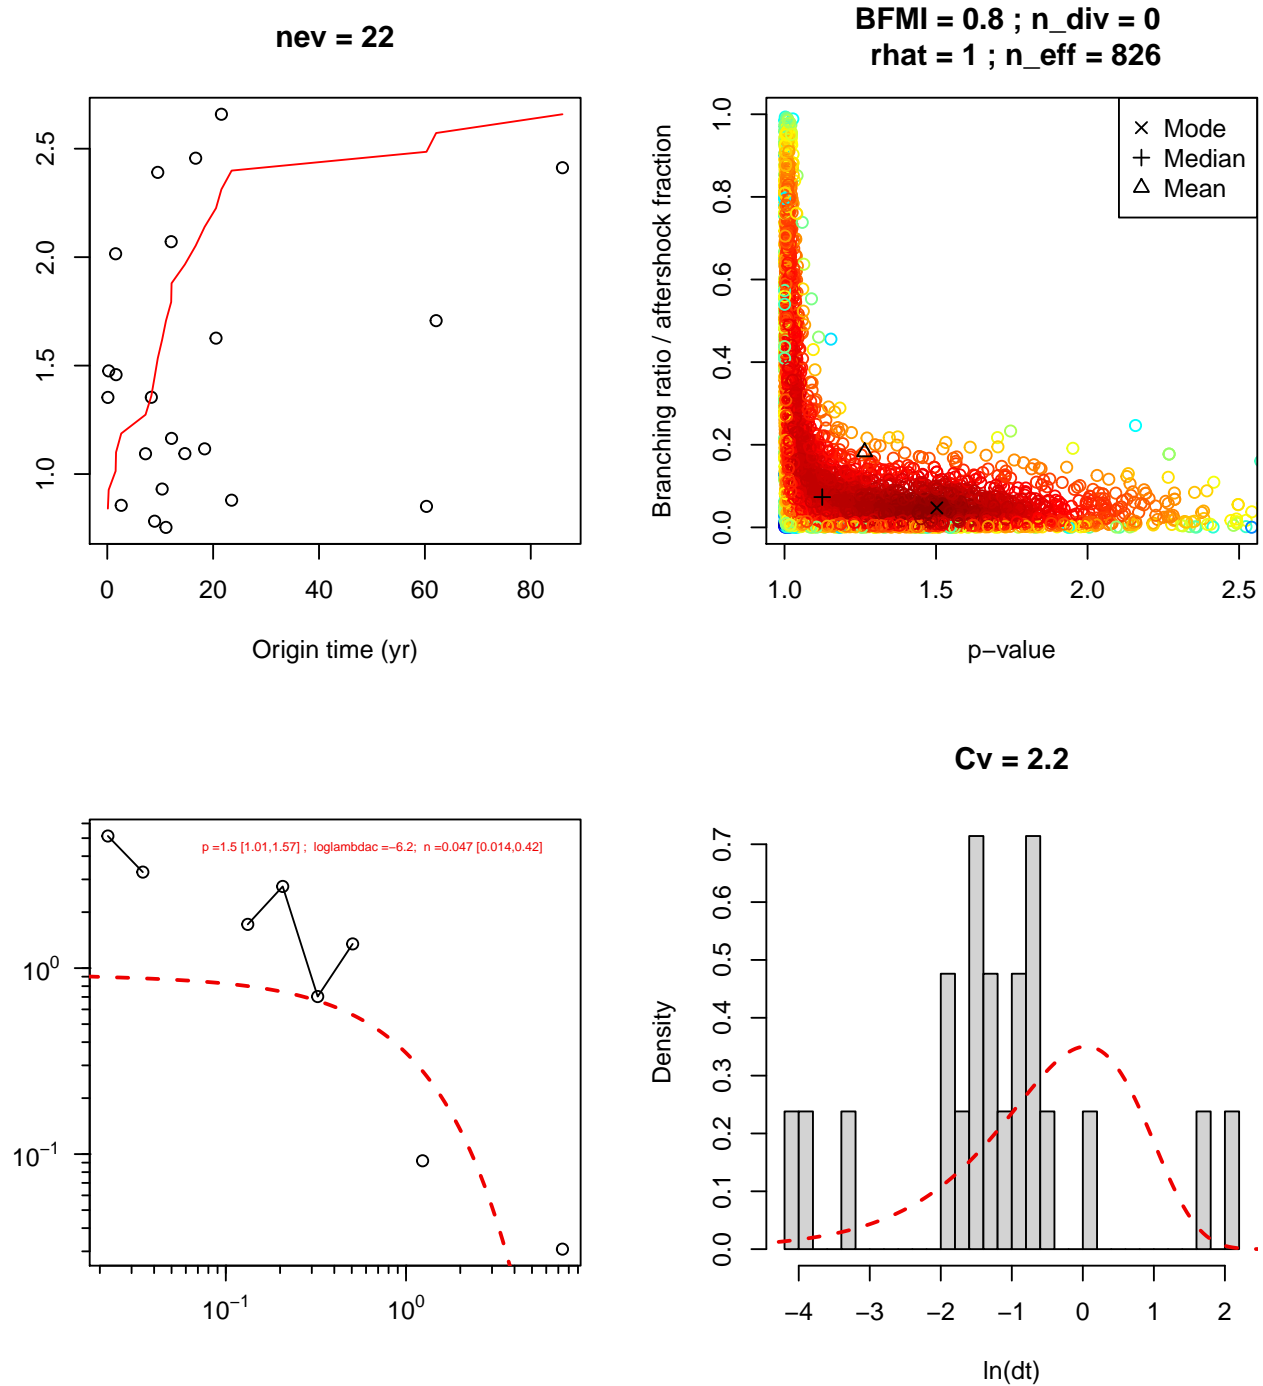 nev = 22
2.5
2.0
1.5
1.0
0 20 40 60 80
Origin time (yr)
BFMI = 0.8 ; n_div = 0
rhat = 1 ; n_eff = 826
Branching ratio / aftershock fraction
1.0
0.8
0.6
0.4
0.2
0.0
Mode
Median
Mean
1.0 1.5 2.0 2.5
p−value
p =1.5 [1.01,1.57] ; loglambdac =−6.2; n =0.047 [0.014,0.42]
10⁰
10⁻¹
10⁻¹ 10⁰
Cv = 2.2
Density
0.7
0.6
0.5
0.4
0.3
0.2
0.1
0.0
−4 −3 −2 −1 0 1 2
ln(dt)